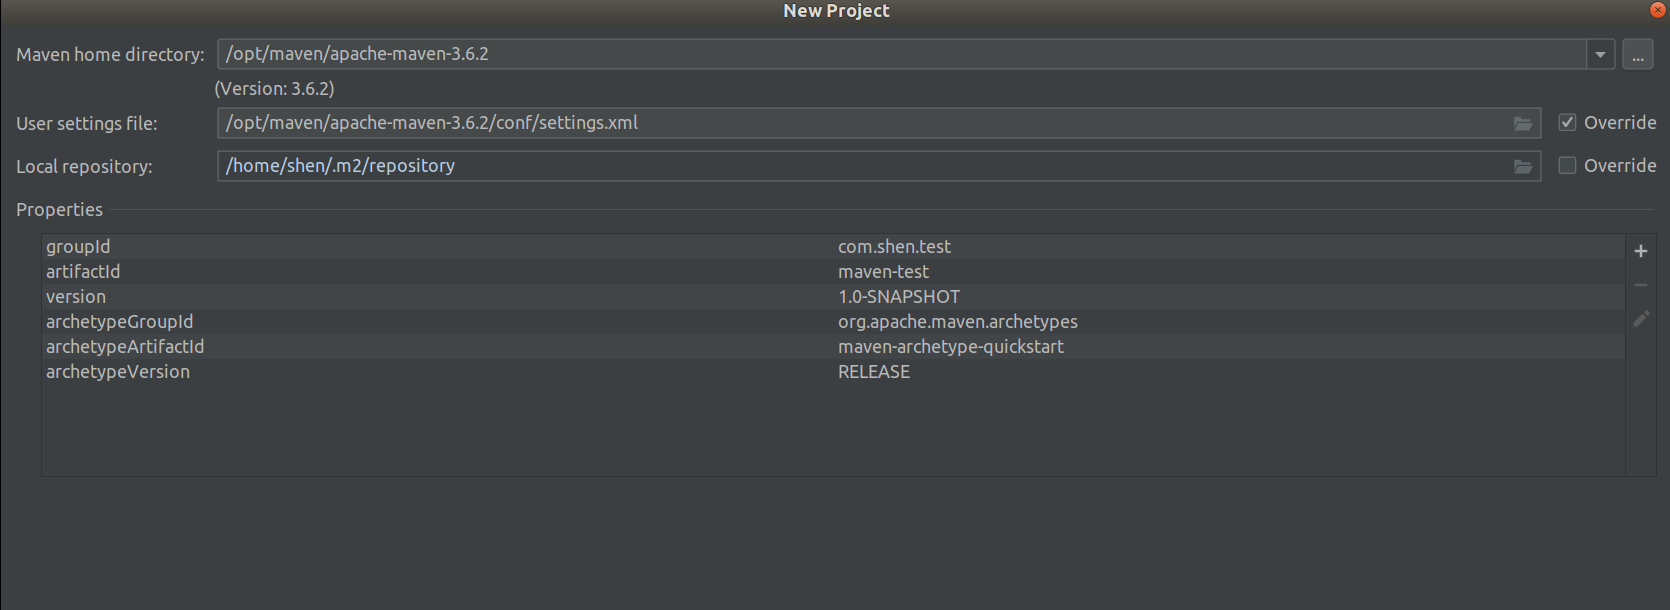 New Project
Maven home directory: /opt/maven/apache-maven-3.6.2 ...
(Version: 3.6.2)
User settings file: /opt/maven/apache-maven-3.6.2/conf/settings.xml Override
Local repository: /home/shen/.m2/repository Override
Properties
groupId com.shen.test
artifactId maven-test
version 1.0-SNAPSHOT
archetypeGroupId org.apache.maven.archetypes
archetypeArtifactId maven-archetype-quickstart
archetypeVersion RELEASE